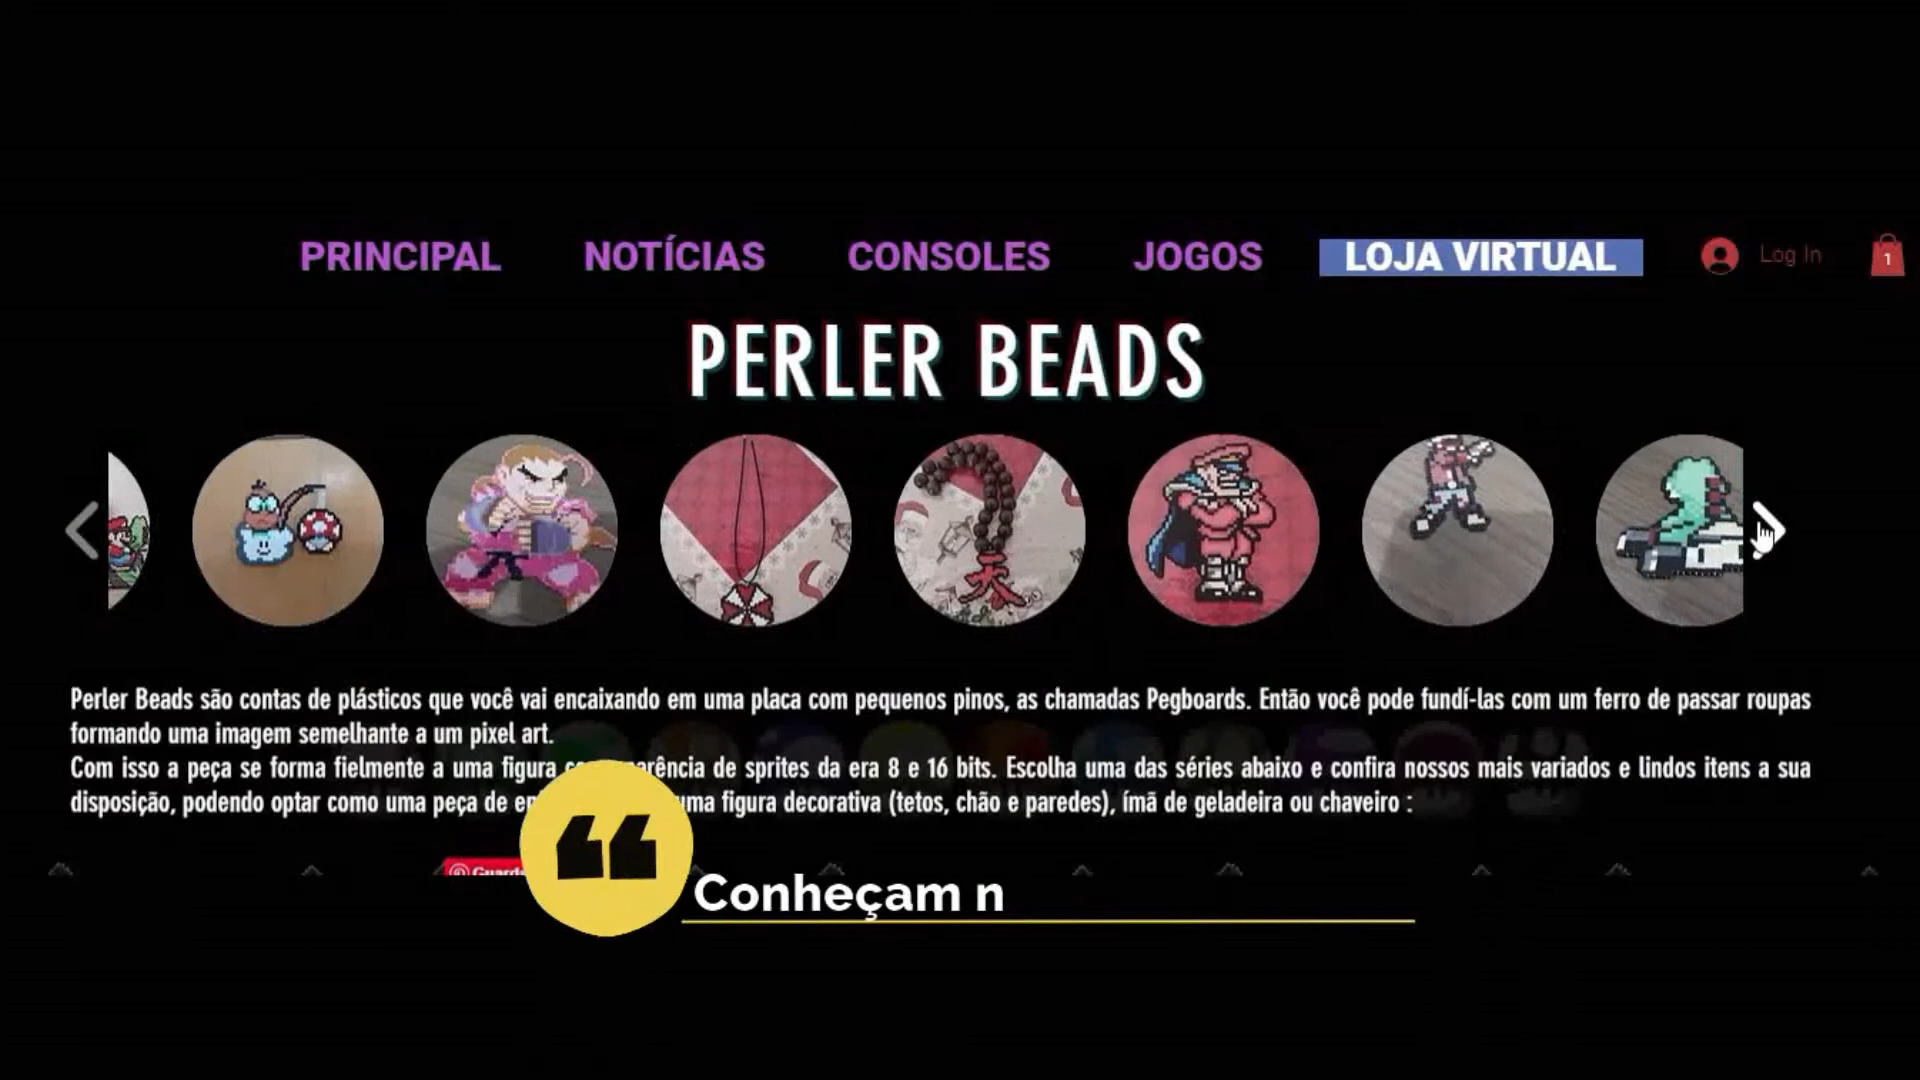 PRINCIPAL NOTÍCIAS CONSOLES JOGOS LOJA VIRTUAL Log In 1
PERLER BEADS
Perler Beads são contas de plásticos que você vai encaixando em uma placa com pequenos pinos, as chamadas Pegboards. Então você pode fundí-las com um ferro de passar roupas
formando uma imagem semelhante a um pixel art.
Com isso a peça se forma fielmente a uma figura de sprites da era 8 e 16 bits. Escolha uma das séries abaixo e confira nossos mais variados e lindos itens a sua
disposição, podendo optar como uma peça de uma figura decorativa (tetos, chão e paredes), ímã de geladeira ou chaveiro :
Conheçam n